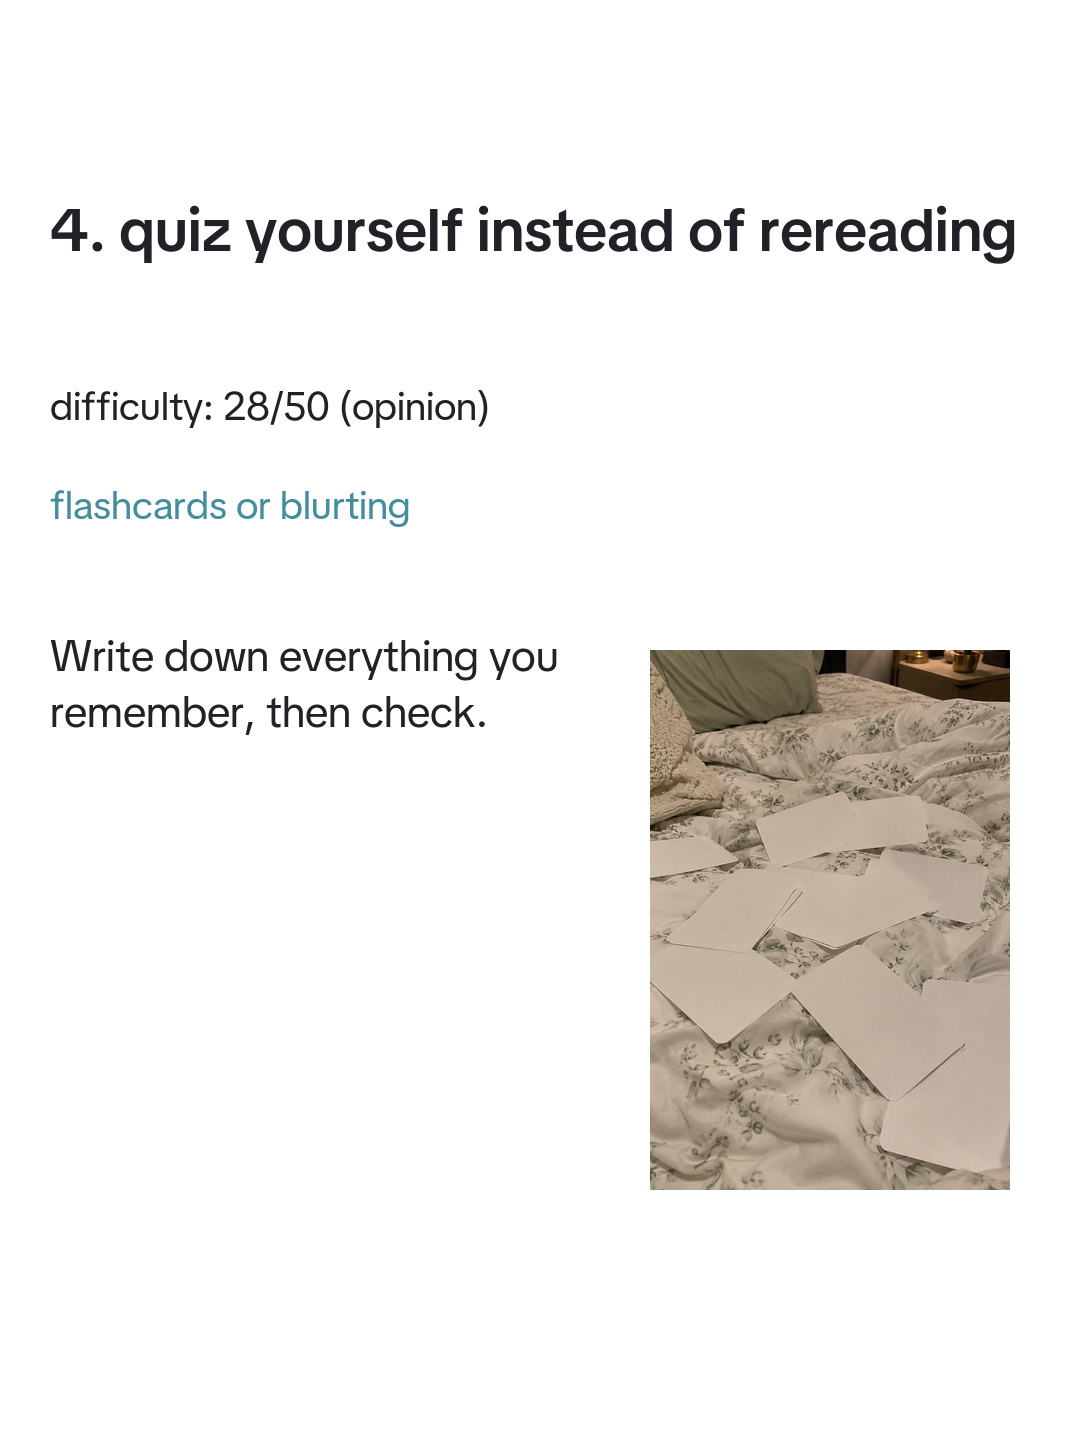 4. quiz yourself instead of rereading
difficulty: 28/50 (opinion)
flashcards or blurting
Write down everything you
remember, then check.